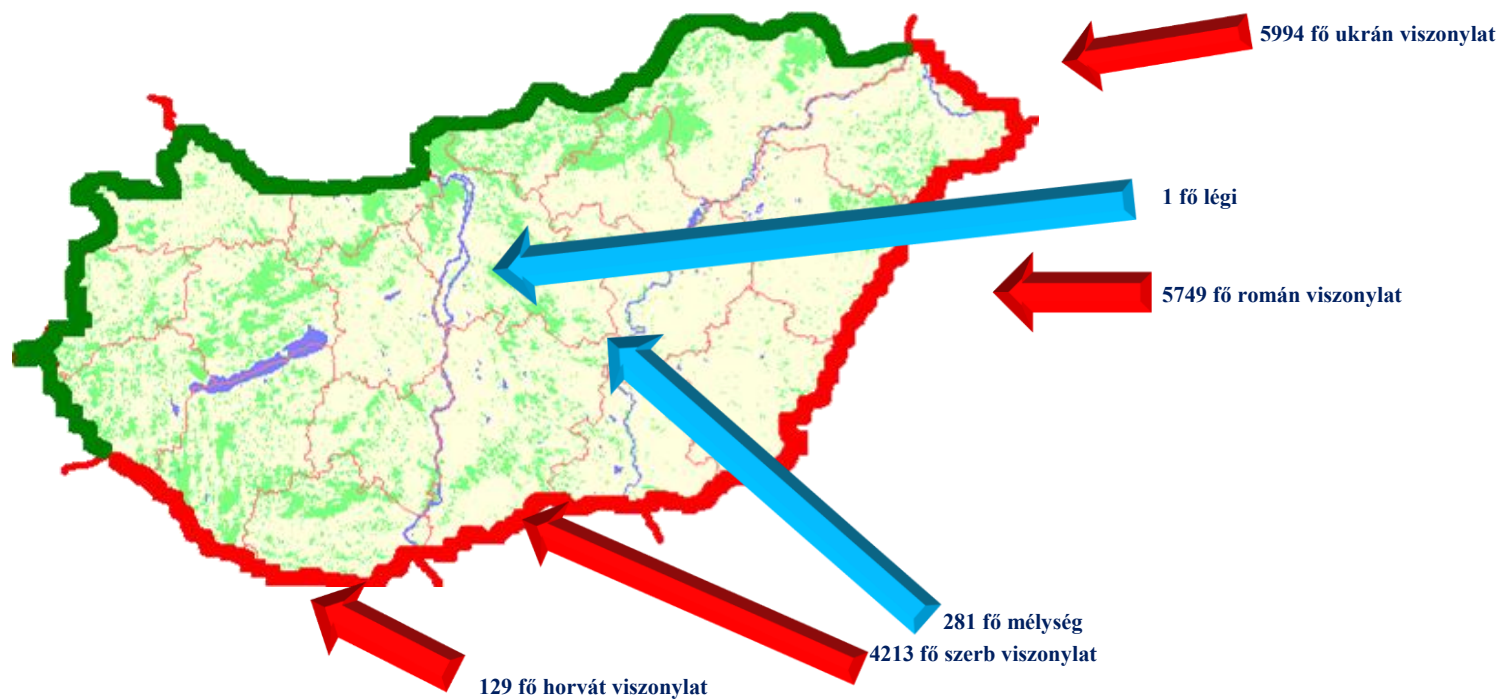 5994 fő ukrán viszonylat
1 fő légi
5749 fő román viszonylat
281 fő mélység
4213 fő szerb viszonylat
129 fő horvát viszonylat